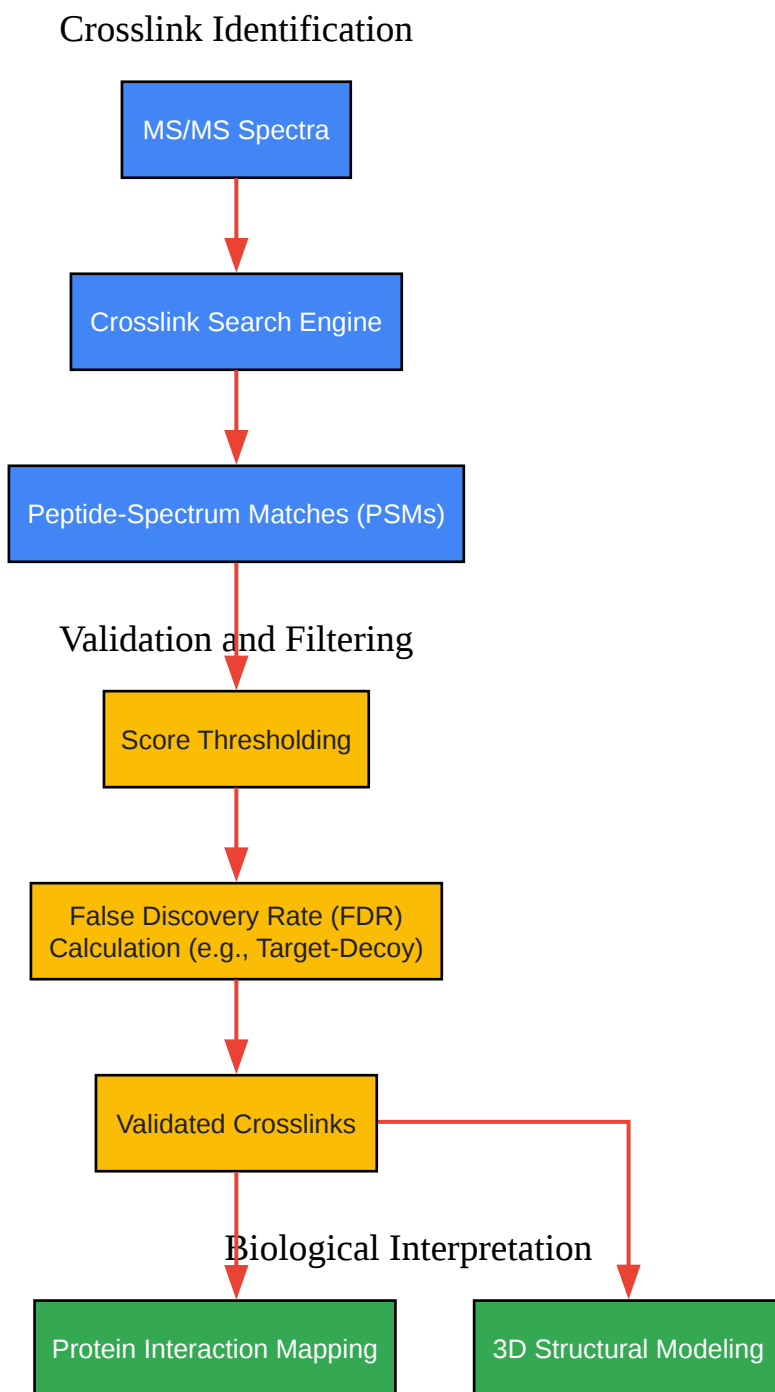 Crosslink Identification
MS/MS Spectra
Crosslink Search Engine
Peptide-Spectrum Matches (PSMs)
Validation and Filtering
Score Thresholding
False Discovery Rate (FDR)
Calculation (e.g., Target-Decoy)
Validated Crosslinks
Biological Interpretation
Protein Interaction Mapping
3D Structural Modeling